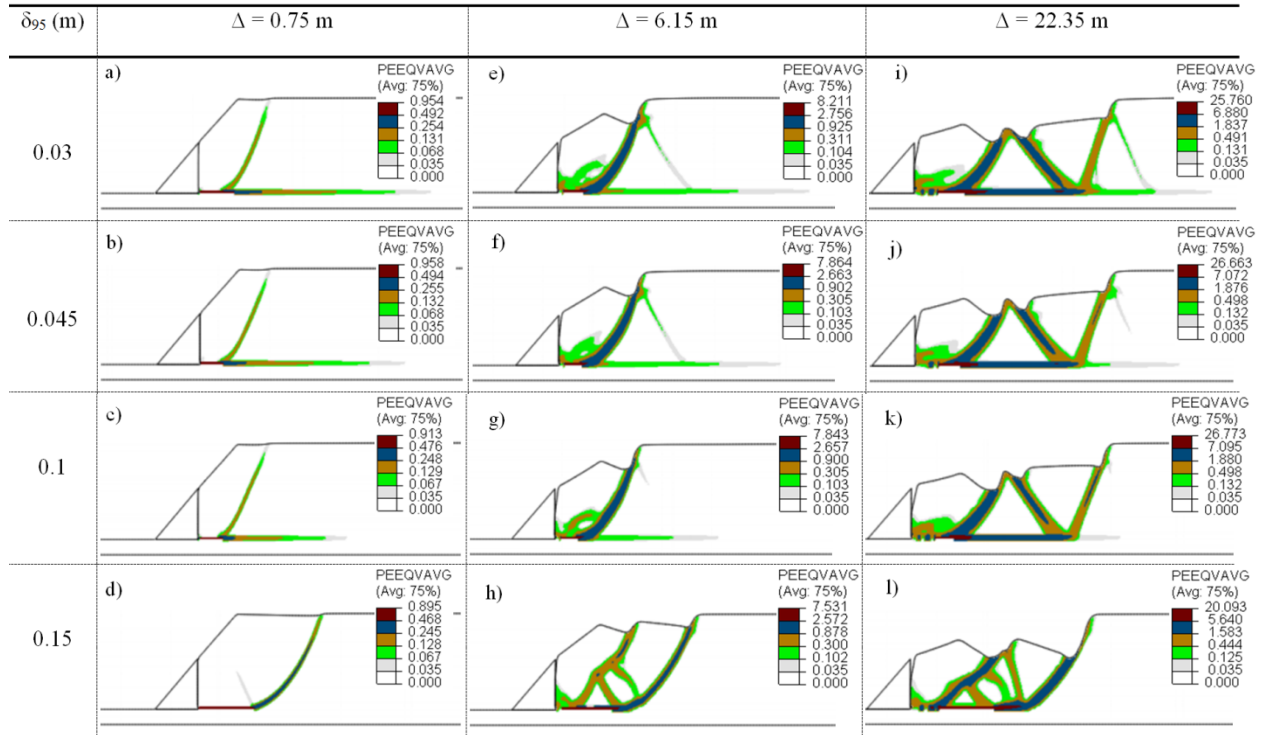 δ95 (m) Δ = 0.75 m Δ = 6.15 m Δ = 22.35 m
0.03
a)
PEEQVAVG
(Avg: 75%)
0.954
0.492
0.254
0.131
0.068
0.035
0.000
e)
PEEQVAVG
(Avg: 75%)
8.211
2.756
0.925
0.311
0.104
0.035
0.000
i)
PEEQVAVG
(Avg: 75%)
25.760
6.880
1.837
0.491
0.131
0.035
0.000
0.045
b)
PEEQVAVG
(Avg: 75%)
0.958
0.494
0.255
0.132
0.068
0.035
0.000
f)
PEEQVAVG
(Avg: 75%)
7.864
2.663
0.902
0.305
0.103
0.035
0.000
j)
PEEQVAVG
(Avg: 75%)
26.663
7.072
1.876
0.498
0.132
0.035
0.000
0.1
c)
PEEQVAVG
(Avg: 75%)
0.913
0.476
0.248
0.129
0.067
0.035
0.000
g)
PEEQVAVG
(Avg: 75%)
7.843
2.657
0.900
0.305
0.103
0.035
0.000
k)
PEEQVAVG
(Avg: 75%)
26.773
7.095
1.880
0.498
0.132
0.035
0.000
0.15
d)
PEEQVAVG
(Avg: 75%)
0.895
0.468
0.245
0.128
0.067
0.035
0.000
h)
PEEQVAVG
(Avg: 75%)
7.531
2.572
0.878
0.300
0.102
0.035
0.000
l)
PEEQVAVG
(Avg: 75%)
20.093
5.640
1.583
0.444
0.125
0.035
0.000